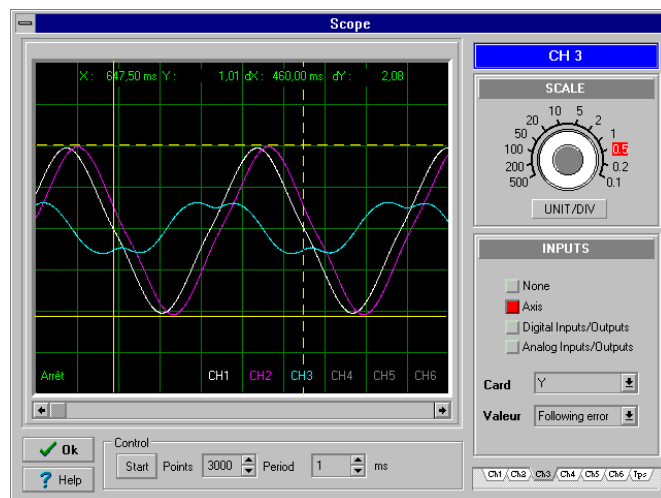 Scope
X : 647,50 ms Y : 1,01 dX : 460,00 ms dY : 2,08
Arrêt CH1 CH2 CH3 CH4 CH5 CH6
CH 3
SCALE
10 5
20 2
50 1
100 0.5
200 0.2
500 0.1
UNIT/DIV
INPUTS
None
Axis
Digital Inputs/Outputs
Analog Inputs/Outputs
Card Y
Valeur Following error
Ok
Help
Control
Start Points 3000 Period 1 ms
Ch1 Ch2 Ch3 Ch4 Ch5 Ch6 Tps